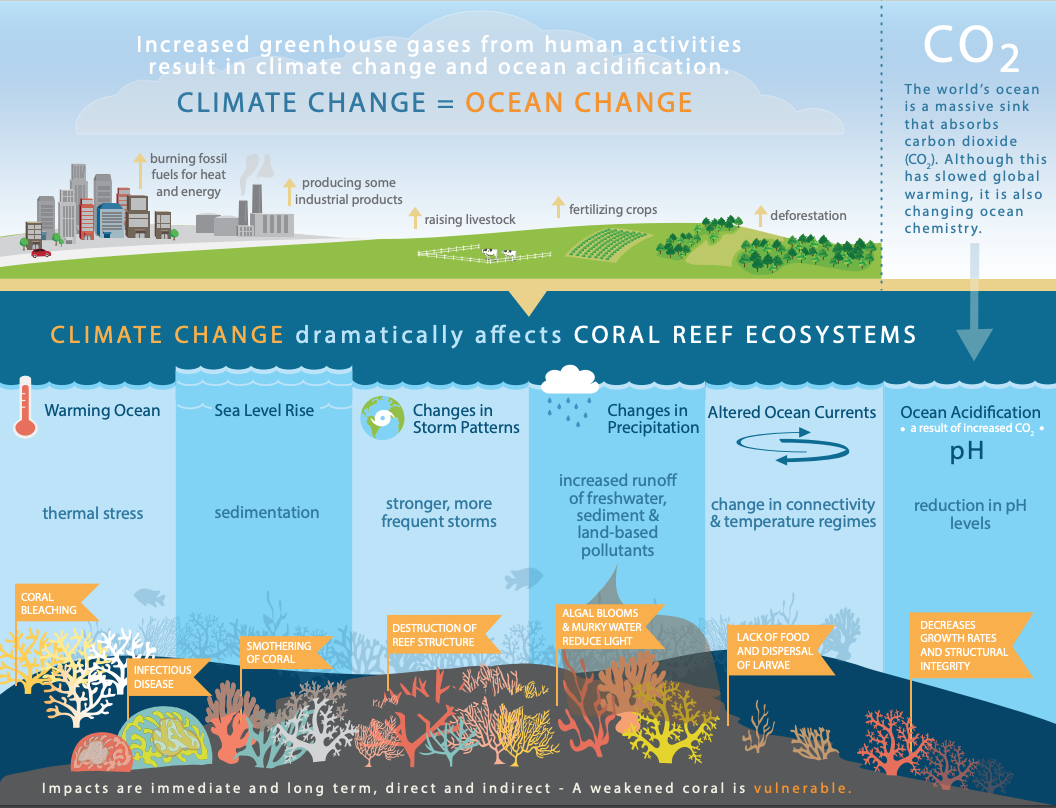 Increased greenhouse gases from human activities
result in climate change and ocean acidification.
CLIMATE CHANGE = OCEAN CHANGE
CO2
The world's ocean
is a massive sink
that absorbs
carbon dioxide
(CO2). Although this
has slowed global
warming, it is also
changing ocean
chemistry.
burning fossil
fuels for heat
and energy
producing some
industrial products
raising livestock
fertilizing crops
deforestation
CLIMATE CHANGE dramatically affects CORAL REEF ECOSYSTEMS
Warming Ocean
thermal stress
CORAL
BLEACHING
INFECTIOUS
DISEASE
Sea Level Rise
sedimentation
SMOTHERING
OF CORAL
Changes in
Storm Patterns
stronger, more
frequent storms
DESTRUCTION OF
REEF STRUCTURE
Changes in
Precipitation
increased runoff
of freshwater,
sediment &
land-based
pollutants
ALGAL BLOOMS
& MURKY WATER
REDUCE LIGHT
Altered Ocean Currents
change in connectivity
& temperature regimes
LACK OF FOOD
AND DISPERSAL
OF LARVAE
Ocean Acidification
• a result of increased CO2 •
pH
reduction in pH
levels
DECREASES
GROWTH RATES
AND STRUCTURAL
INTEGRITY
Impacts are immediate and long term, direct and indirect - A weakened coral is vulnerable.